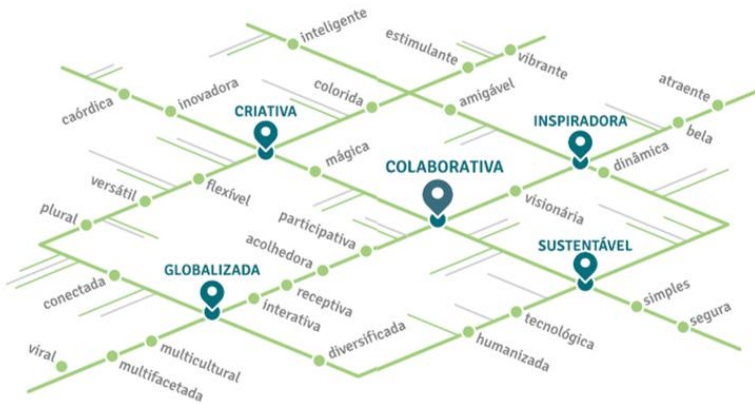 inteligente
estimulante
vibrante
atraente
caórdica
inovadora
colorida
amigável
bela
CRIATIVA
INSPIRADORA
mágica
COLABORATIVA
dinâmica
versátil
flexível
plural
participativa
visionária
acolhedora
SUSTENTÁVEL
GLOBALIZADA
conectada
receptiva
interativa
simples
segura
tecnológica
humanizada
diversificada
viral
multicultural
multifacetada